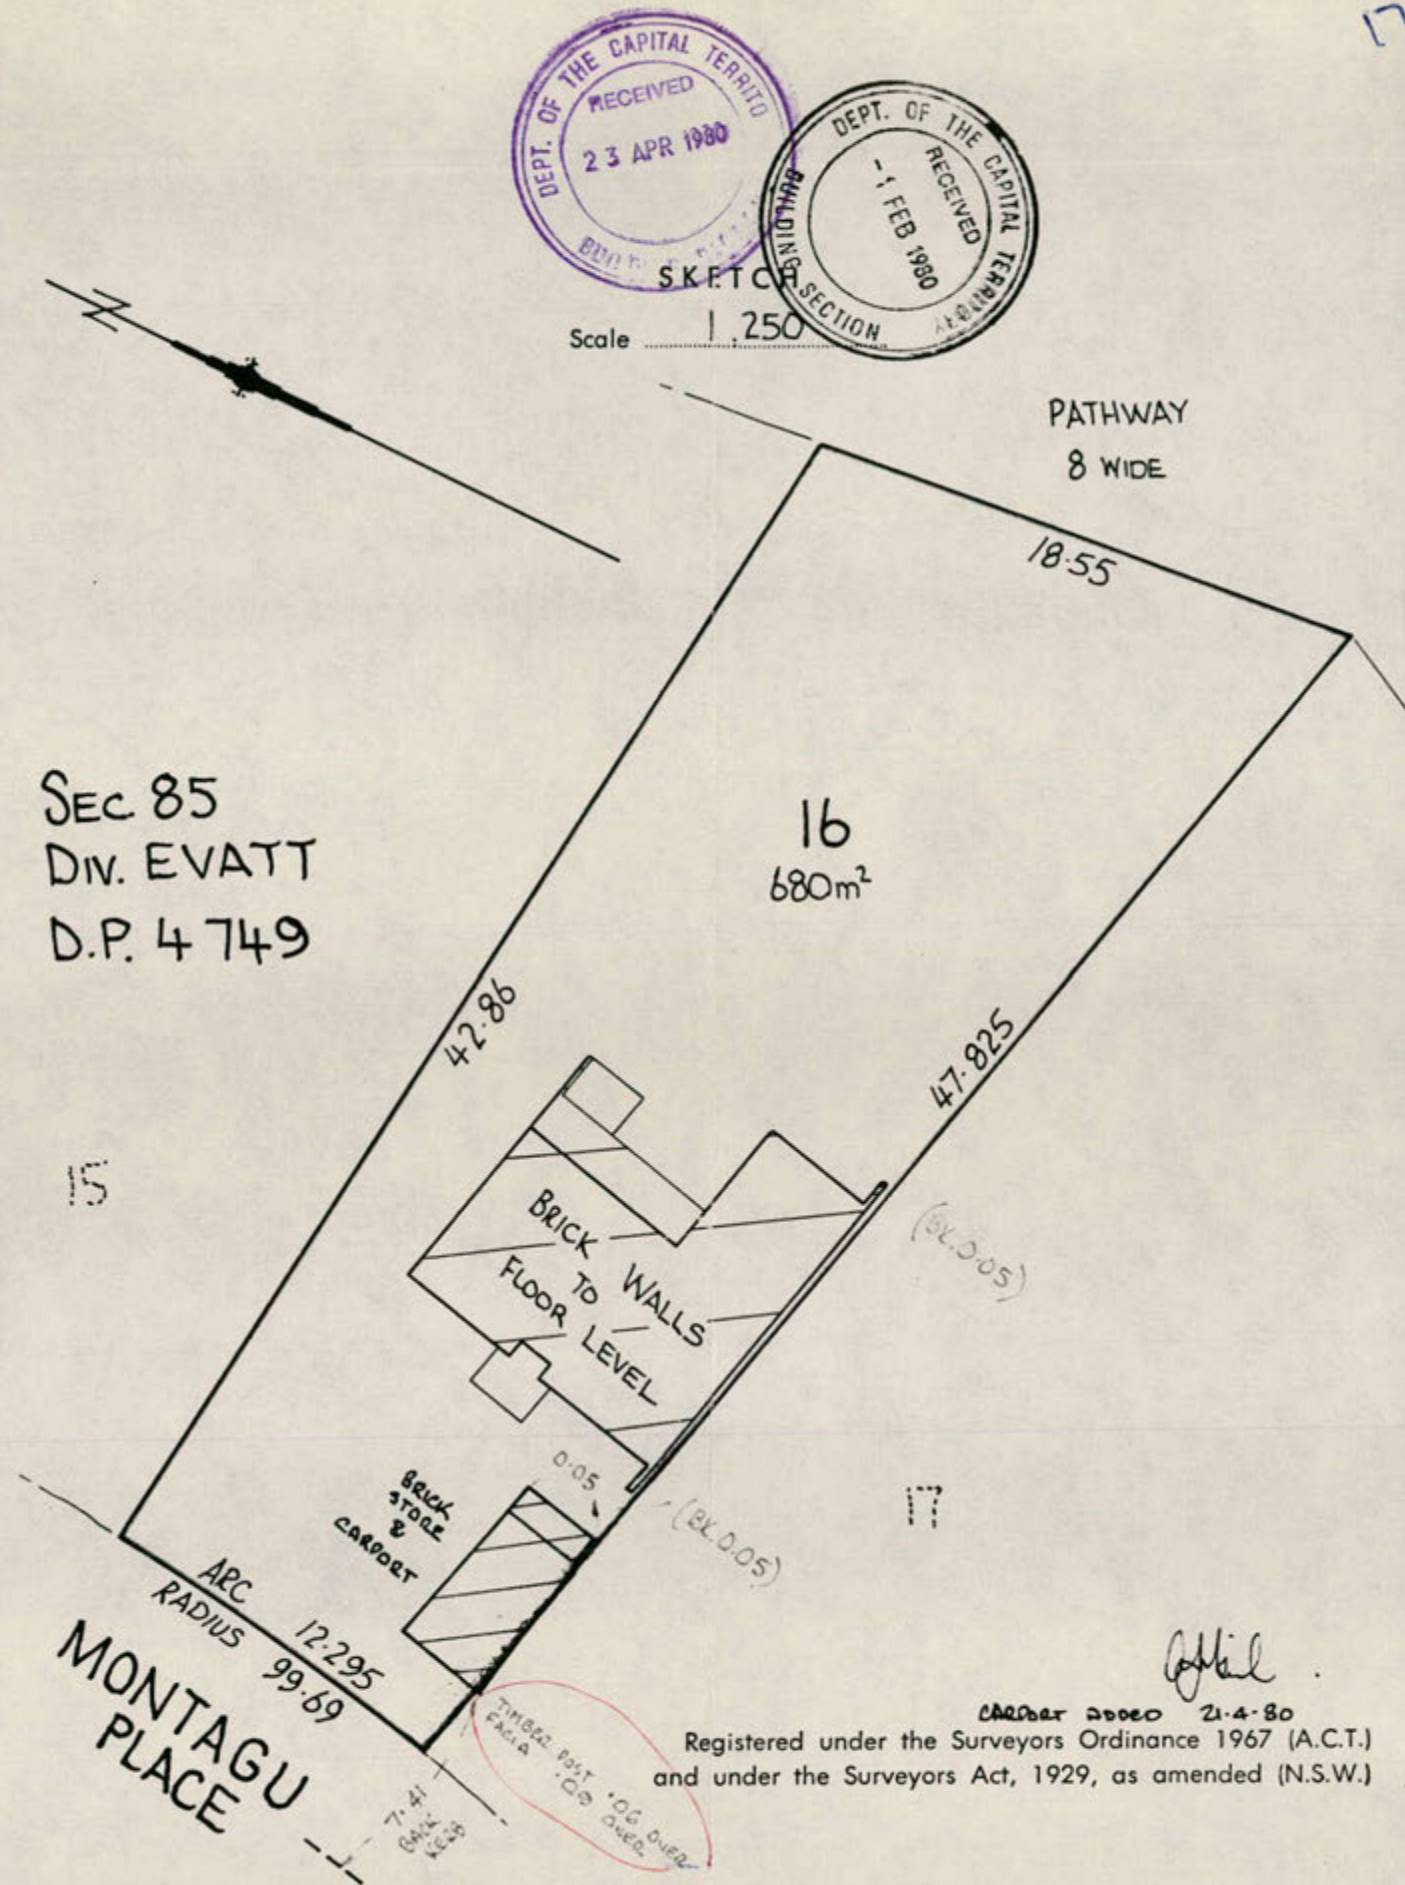 17
DEPT. OF THE CAPITAL TERRITO
RECEIVED
23 APR 1980
DEPT. OF THE CAPITAL TERRITORY
RECEIVED
-1 FEB 1980
BUILDING SECTION
SKETCH
Scale 1.250
PATHWAY
8 WIDE
18.55
SEC 85
DIV. EVATT
D.P. 4749
16
680m²
42.86
47.825
15
BRICK WALLS
TO
FLOOR LEVEL
(BK.0.05)
0.05
(BK.0.05)
17
BRICK
STORE
&
CARPORT
ARC 12.295
RADIUS 99.69
MONTAGU
PLACE
7.41
BACK
KERB
TIMBER POST .06 OVER
FACIA OVER
CARPORT ADDED 21-4-80
Registered under the Surveyors Ordinance 1967 (A.C.T.)
and under the Surveyors Act, 1929, as amended (N.S.W.)